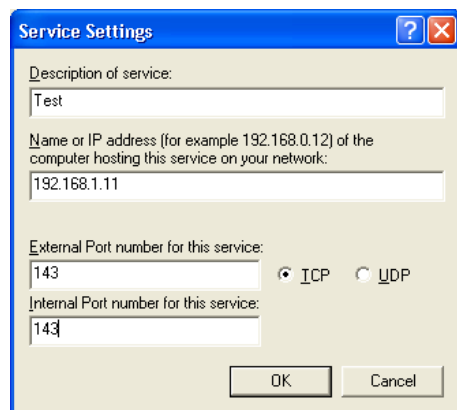 Service Settings
Description of service:
Test
Name or IP address (for example 192.168.0.12) of the
computer hosting this service on your network:
192.168.1.11
External Port number for this service:
143
TCP UDP
Internal Port number for this service:
143
OK Cancel